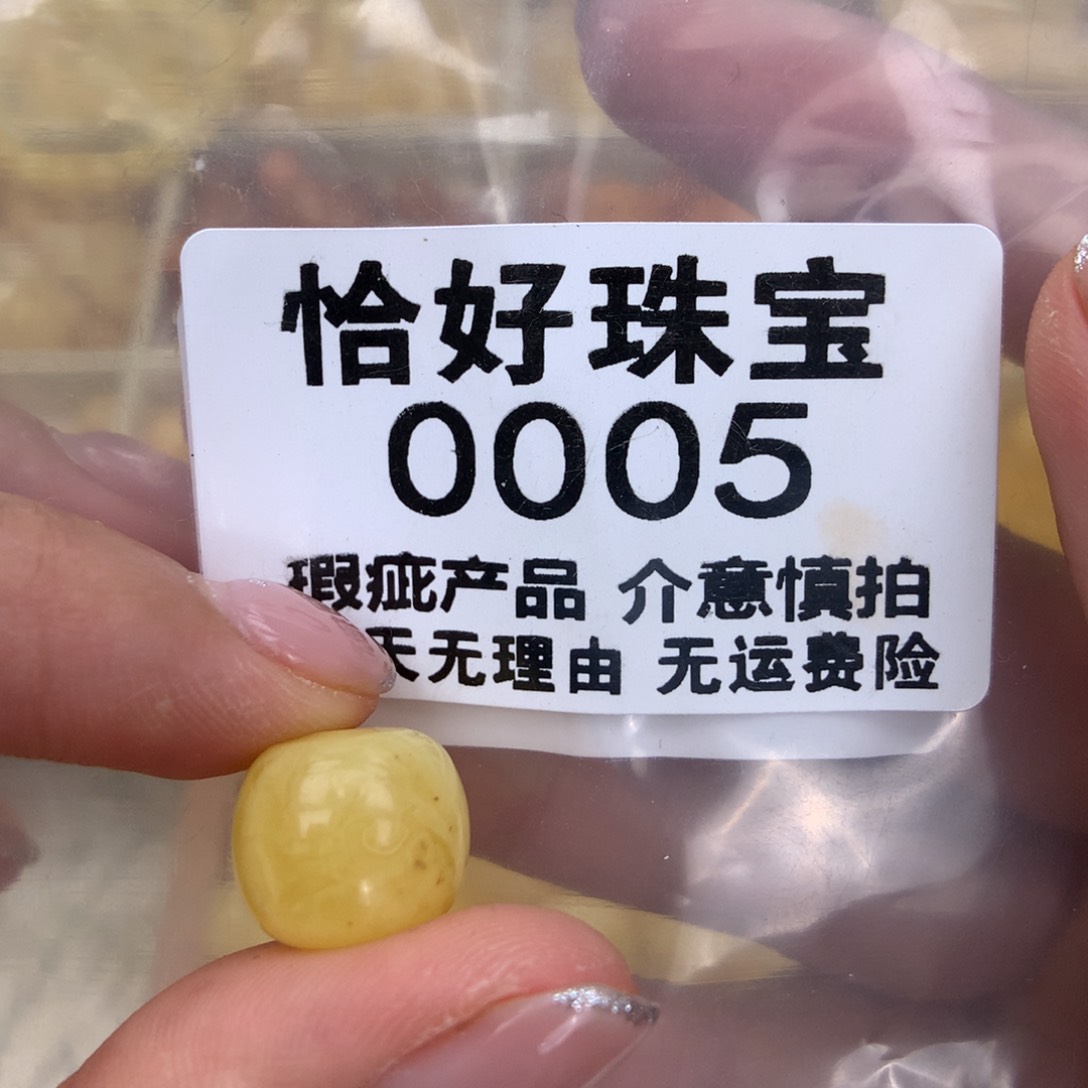 恰好珠宝
0005
瑕疵产品 介意慎拍
天无理由 无运费险